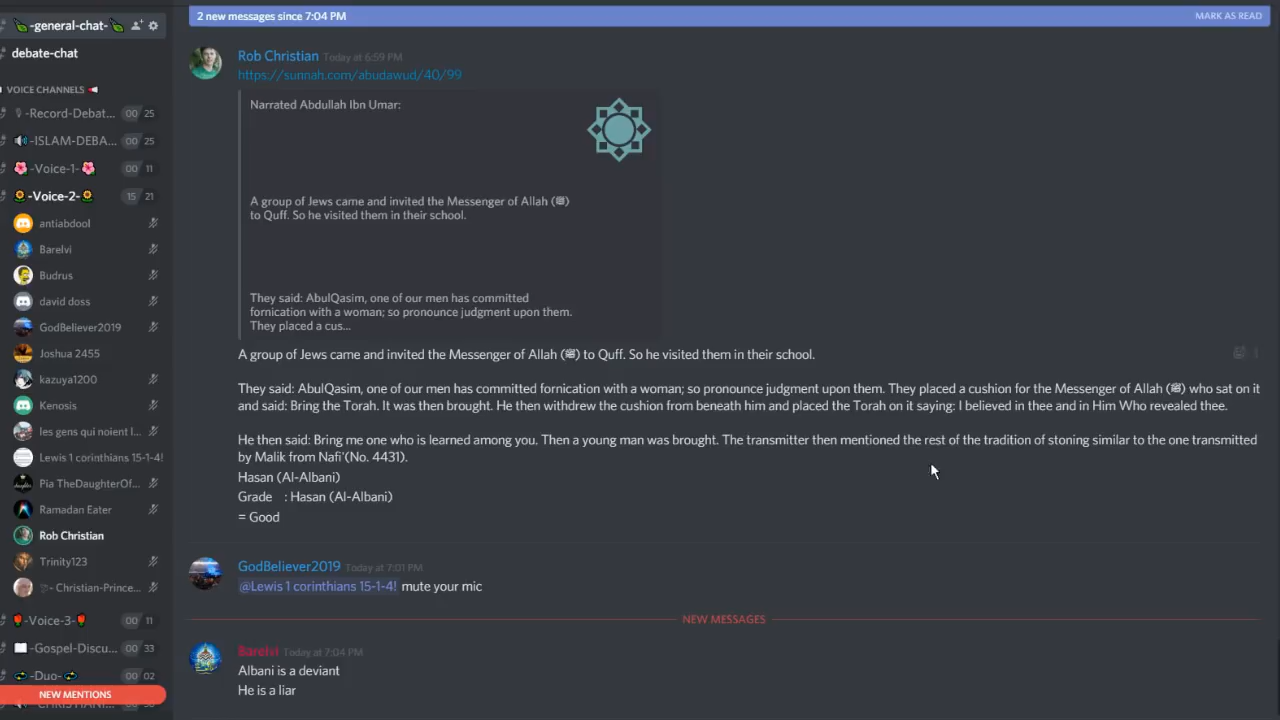 -general-chat-
debate-chat
VOICE CHANNELS
-Record-Debat... 00 25
-ISLAM-DEBA... 00 25
-Voice-1- 00 11
-Voice-2- 15 21
antiabdool
Barelvi
Budrus
david doss
GodBeliever2019
Joshua 2455
kazuya1200
Kenosis
les gens qui noient l...
Lewis 1 corinthians 15-1-4!
Pia TheDaughterOf...
Ramadan Eater
Rob Christian
Trinity123
- Christian-Prince...
-Voice-3- 00 11
-Gospel-Discu... 00 33
-Duo- 00 02
NEW MENTIONS
2 new messages since 7:04 PM MARK AS READ
Rob Christian Today at 6:59 PM
https://sunnah.com/abudawud/40/99
Narrated Abdullah Ibn Umar:
A group of Jews came and invited the Messenger of Allah (ﷺ)
to Quff. So he visited them in their school.
They said: AbulQasim, one of our men has committed
fornication with a woman; so pronounce judgment upon them.
They placed a cus...
A group of Jews came and invited the Messenger of Allah (ﷺ) to Quff. So he visited them in their school.
They said: AbulQasim, one of our men has committed fornication with a woman; so pronounce judgment upon them. They placed a cushion for the Messenger of Allah (ﷺ) who sat on it
and said: Bring the Torah. It was then brought. He then withdrew the cushion from beneath him and placed the Torah on it saying: I believed in thee and in Him Who revealed thee.
He then said: Bring me one who is learned among you. Then a young man was brought. The transmitter then mentioned the rest of the tradition of stoning similar to the one transmitted
by Malik from Nafi'(No. 4431).
Hasan (Al-Albani)
Grade : Hasan (Al-Albani)
= Good
GodBeliever2019 Today at 7:01 PM
@Lewis 1 corinthians 15-1-4! mute your mic
NEW MESSAGES
Barelvi Today at 7:04 PM
Albani is a deviant
He is a liar